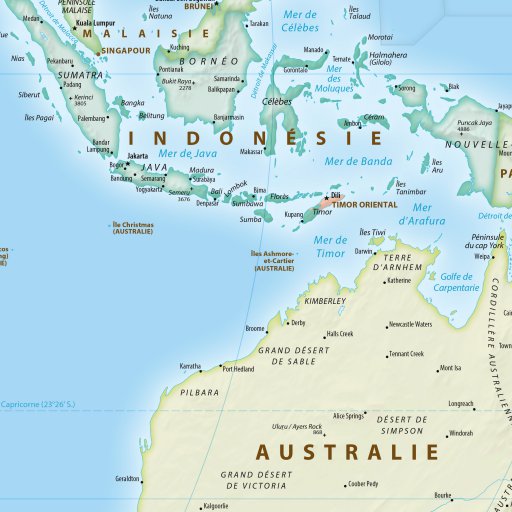 PÉNINSULE
MALAISE
Medan
Détroit de Malacca
Kuala Lumpur
Îles
Natuna
BRUNEI
Tarakan
Mer de
Célèbes
Îles
Talaud
MALAISIE
SINGAPOUR
Kuching
BORNÉO
Manado
Morotai
Nias
Pekanbaru
SUMATRA
Pontianak
Samarinda
Bukit Raya
2278
Balikpapan
Détroit de Makassar
Gorontalo
Ternate
Halmahera
(Gilolo)
Mer
des
Moluques
Sorong
Biak
Padang
Siberut
Kerinci
3805
Bangka
Célèbes
Jayapura
Îles Pagai
Palembang
Belitung
Banjarmasin
Ambon
Céram
Puncak Jaya
4886
INDONÉSIE
NOUVELLE-
Bandar
Lampung
Jakarta
Mer de Java
Makassar
Mer de Banda
Îles
Aru
Bogor
JAVA
Madura
Bandung
Semarang
Surabaya
Yogyakarta
Semeru
3676
Bali
Denpasar
Lombok
Bima
Sumbawa
Florès
Sumba
Dili
TIMOR ORIENTAL
Kupang
Timor
Îles
Tanimbar
Mer
d'Arafura
Détroit de
Île Christmas
(AUSTRALIE)
Mer de
Timor
Îles Tiwi
Péninsule
du cap York
Îles Ashmore-
et-Cartier
(AUSTRALIE)
Darwin
TERRE
D'ARNHEM
Weipa
Katherine
Golfe de
Carpentarie
KIMBERLEY
CORDILLÈRE AUSTRALIENNE
Broome
Derby
Halls Creek
Newcastle Waters
GRAND DÉSERT
DE SABLE
Tennant Creek
Karratha
Port Hedland
Mont Isa
PILBARA
Capricorne (23°26' S.)
Longreach
Alice Springs
DÉSERT DE
SIMPSON
Uluru / Ayers Rock
868
Windorah
AUSTRALIE
Geraldton
GRAND DÉSERT
DE VICTORIA
Coober Pedy
Bourke
Kalgoorlie